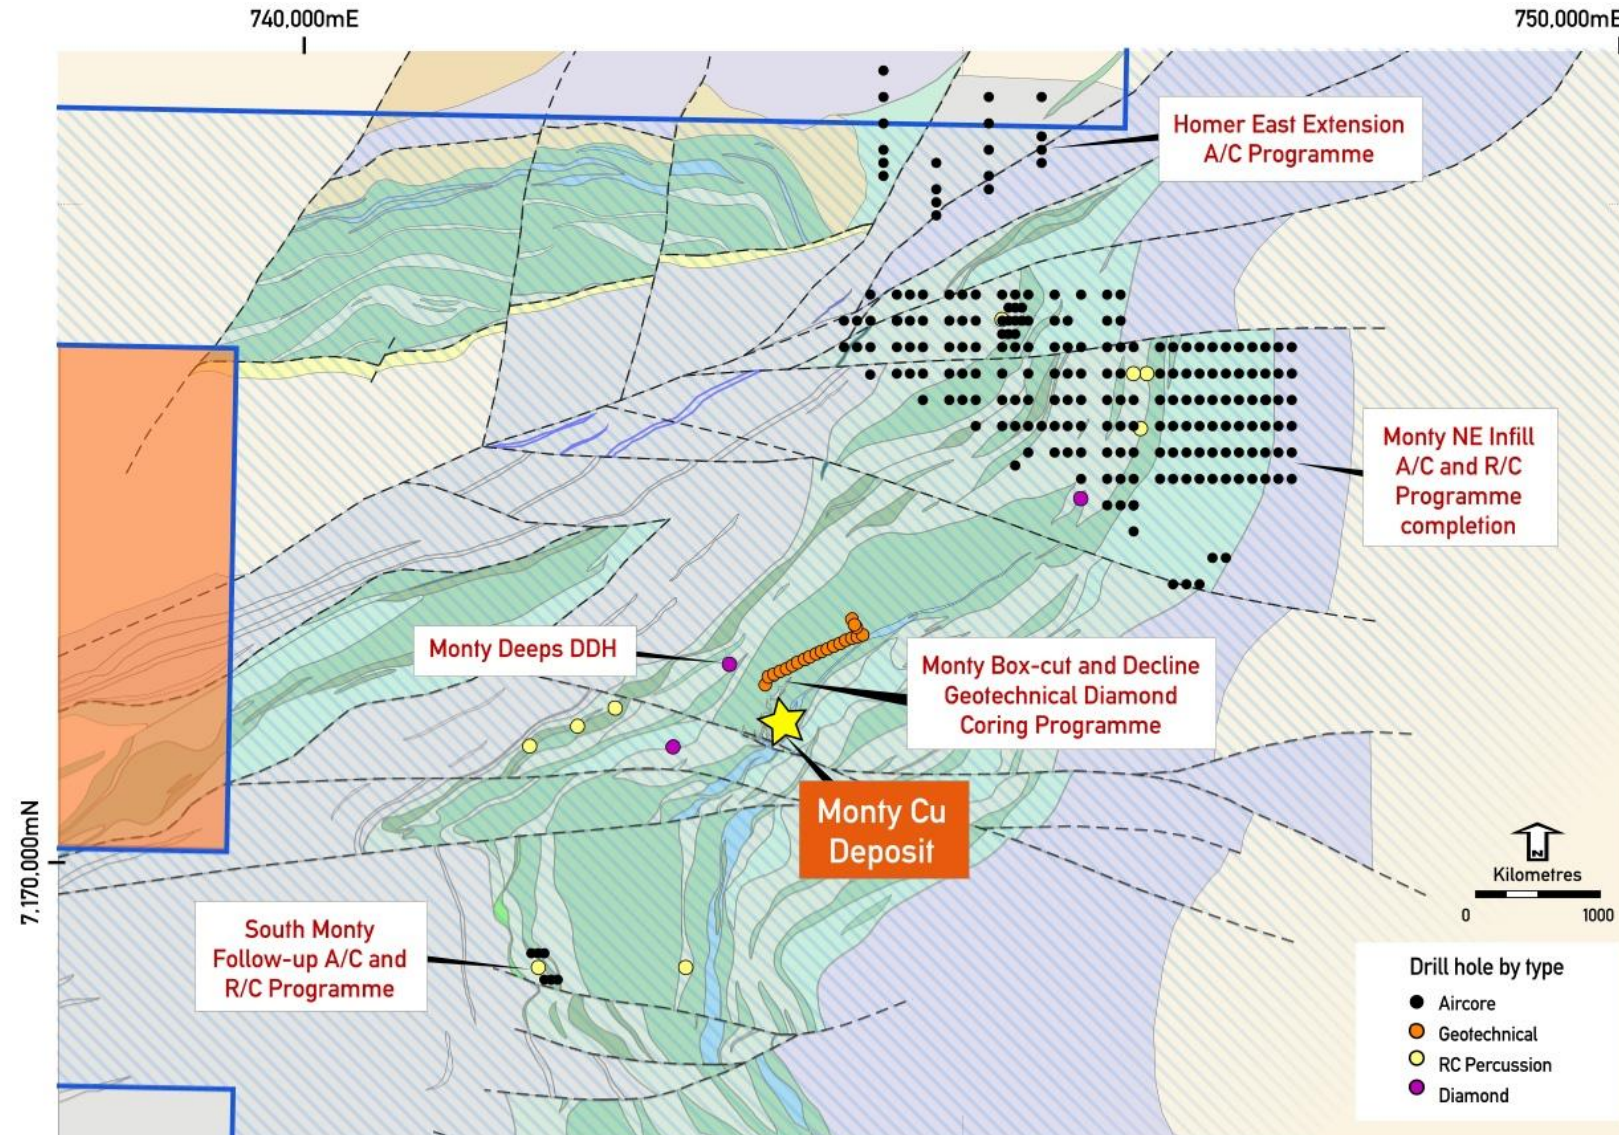 740,000mE
750,000mE
Homer East Extension
A/C Programme
Monty NE Infill
A/C and R/C
Programme
completion
Monty Deeps DDH
Monty Box-cut and Decline
Geotechnical Diamond
Coring Programme
Monty Cu
Deposit
7,170,000mN
South Monty
Follow-up A/C and
R/C Programme
N
Kilometres
0 1000
Drill hole by type
Aircore
Geotechnical
RC Percussion
Diamond